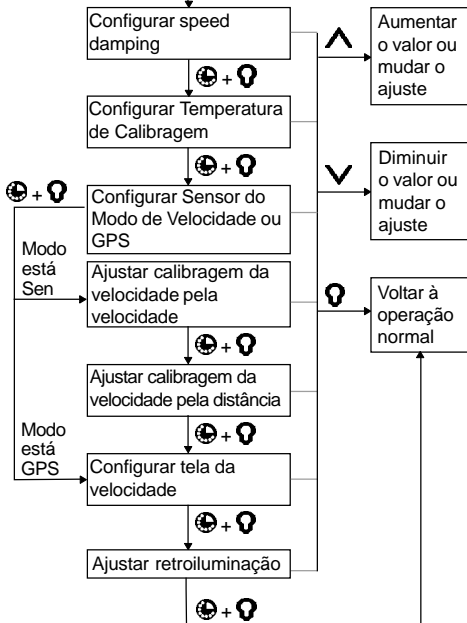 Configurar speed
damping
+
Configurar Temperatura
de Calibragem
+
+
Configurar Sensor do
Modo de Velocidade ou
GPS
Modo
está
Sen
Ajustar calibragem da
velocidade pela
velocidade
+
Ajustar calibragem da
velocidade pela distância
+
Modo
está
GPS
Configurar tela da
velocidade
+
Ajustar retroiluminação
+
Aumentar
o valor ou
mudar o
ajuste
Diminuir
o valor ou
mudar o
ajuste
Voltar à
operação
normal